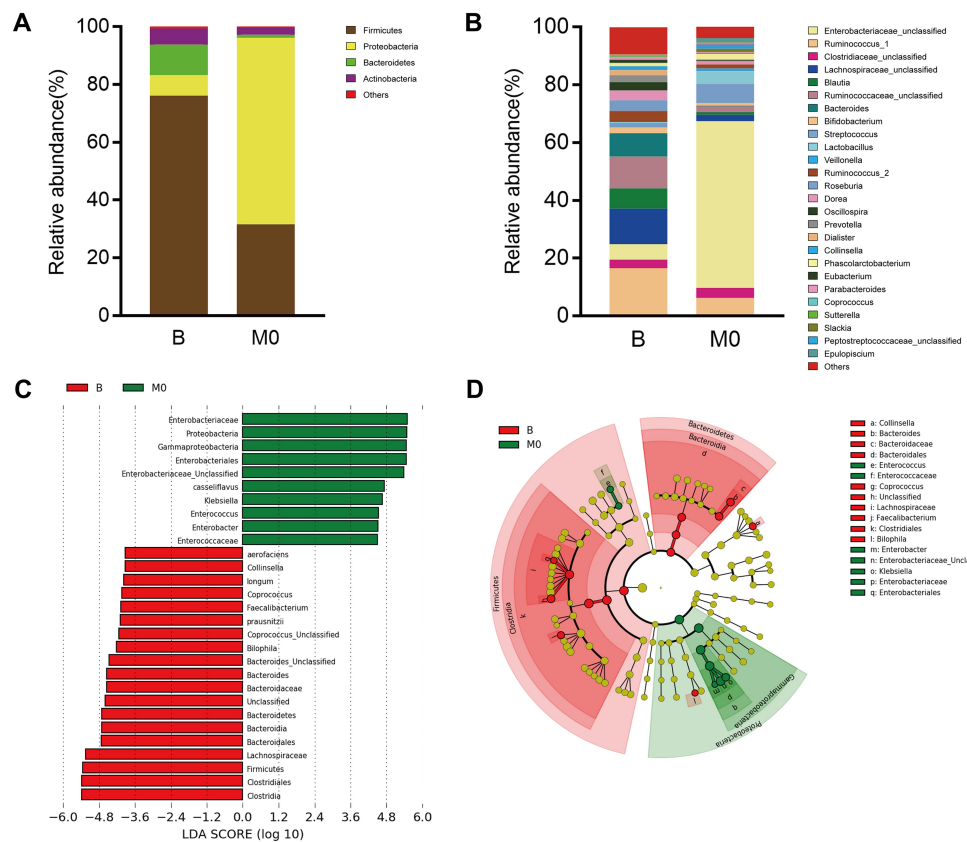 A
Relative abundance(%)
100
80
60
40
20
0
B
M0
Firmicutes
Proteobacteria
Bacteroidetes
Actinobacteria
Others
B
Relative abundance(%)
100
80
60
40
20
0
B
M0
Enterobacteriaceae_unclassified
Ruminococcus_1
Clostridiaceae_unclassified
Lachnospiraceae_unclassified
Blautia
Ruminococcaceae_unclassified
Bacteroides
Bifidobacterium
Streptococcus
Lactobacillus
Veillonella
Ruminococcus_2
Roseburia
Dorea
Oscillospira
Prevotella
Dialister
Collinsella
Phascolarctobacterium
Eubacterium
Parabacteroides
Coprococcus
Sutterella
Slackia
Peptostreptococcaceae_unclassified
Epulopiscium
Others
C
B
M0
Enterobacteriaceae
Proteobacteria
Gammaproteobacteria
Enterobacteriales
Enterobacteriaceae_Unclassified
casseliflavus
Klebsiella
Enterococcus
Enterobacter
Enterococcaceae
aerofaciens
Collinsella
longum
Coprococcus
Faecalibacterium
prausnitzii
Coprococcus_Unclassified
Bilophila
Bacteroides_Unclassified
Bacteroides
Bacteroidaceae
Unclassified
Bacteroidetes
Bacteroidia
Bacteroidales
Lachnospiraceae
Firmicutes
Clostridiales
Clostridia
−6.0 −4.8 −3.6 −2.4 −1.2 0.0 1.2 2.4 3.6 4.8 6.0
LDA SCORE (log 10)
D
B
M0
Bacteroidetes
Bacteroidia
d
c
f
Firmicutes
Clostridia
k
Gammaproteobacteria
Proteobacteria
m
p
q
a: Collinsella
b: Bacteroides
c: Bacteroidaceae
d: Bacteroidales
e: Enterococcus
f: Enterococcaceae
g: Coprococcus
h: Unclassified
i: Lachnospiraceae
j: Faecalibacterium
k: Clostridiales
l: Bilophila
m: Enterobacter
n: Enterobacteriaceae_Uncla
o: Klebsiella
p: Enterobacteriaceae
q: Enterobacteriales